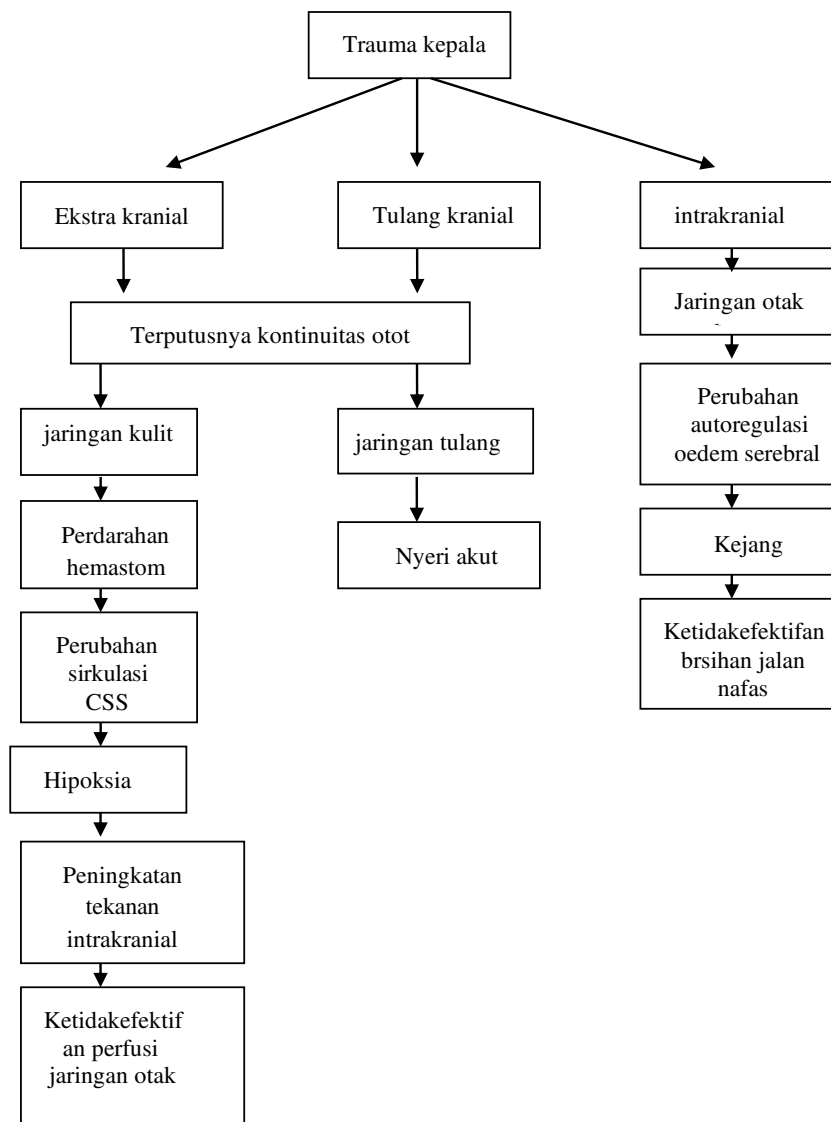 Trauma kepala
Ekstra kranial
Tulang kranial
intrakranial
Terputusnya kontinuitas otot
Jaringan otak
jaringan kulit
jaringan tulang
Perubahan
autoregulasi
oedem serebral
Perdarahan
hemastom
Nyeri akut
Kejang
Perubahan
sirkulasi
CSS
Ketidakefektifan
brsihan jalan
nafas
Hipoksia
Peningkatan
tekanan
intrakranial
Ketidakefektif
an perfusi
jaringan otak